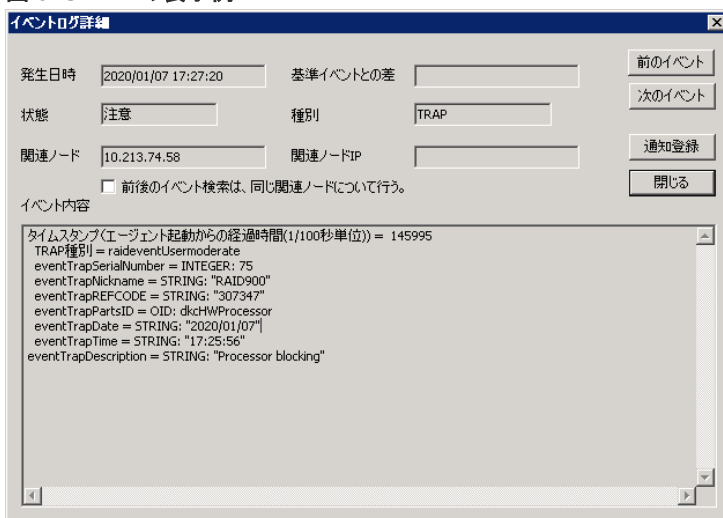 イベントログ詳細
発生日時 2020/01/07 17:27:20 基準イベントとの差 前のイベント
次のイベント
状態 注意 種別 TRAP
関連ノード 10.213.74.58 関連ノードIP 通知登録
前後のイベント検索は、同じ関連ノードについて行う。 閉じる
イベント内容
タイムスタンプ(エージェント起動からの経過時間(1/100秒単位)) = 145995
TRAP種別 = raideventUsermoderate
eventTrapSerialNumber = INTEGER: 75
eventTrapNickname = STRING: "RAID900"
eventTrapREFCODE = STRING: "307347"
eventTrapPartsID = OID: dkcHWProcessor
eventTrapDate = STRING: "2020/01/07"
eventTrapTime = STRING: "17:25:56"
eventTrapDescription = STRING: "Processor blocking"